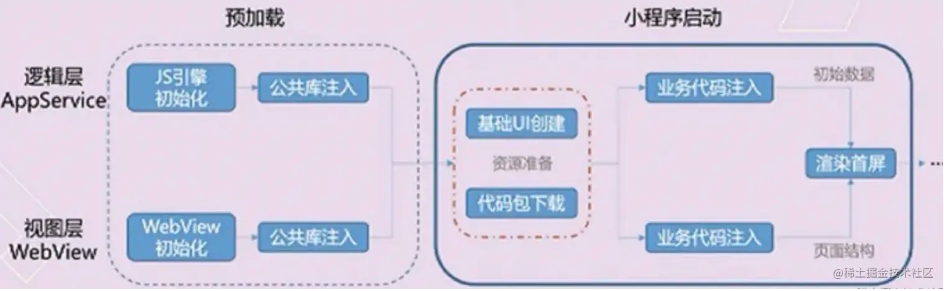 预加载
小程序启动
逻辑层
AppService
JS引擎
初始化
公共库注入
基础UI创建
资源准备
代码包下载
业务代码注入
初始数据
渲染首屏
...
视图层
WebView
WebView
初始化
公共库注入
业务代码注入
页面结构
@稀土掘金技术社区